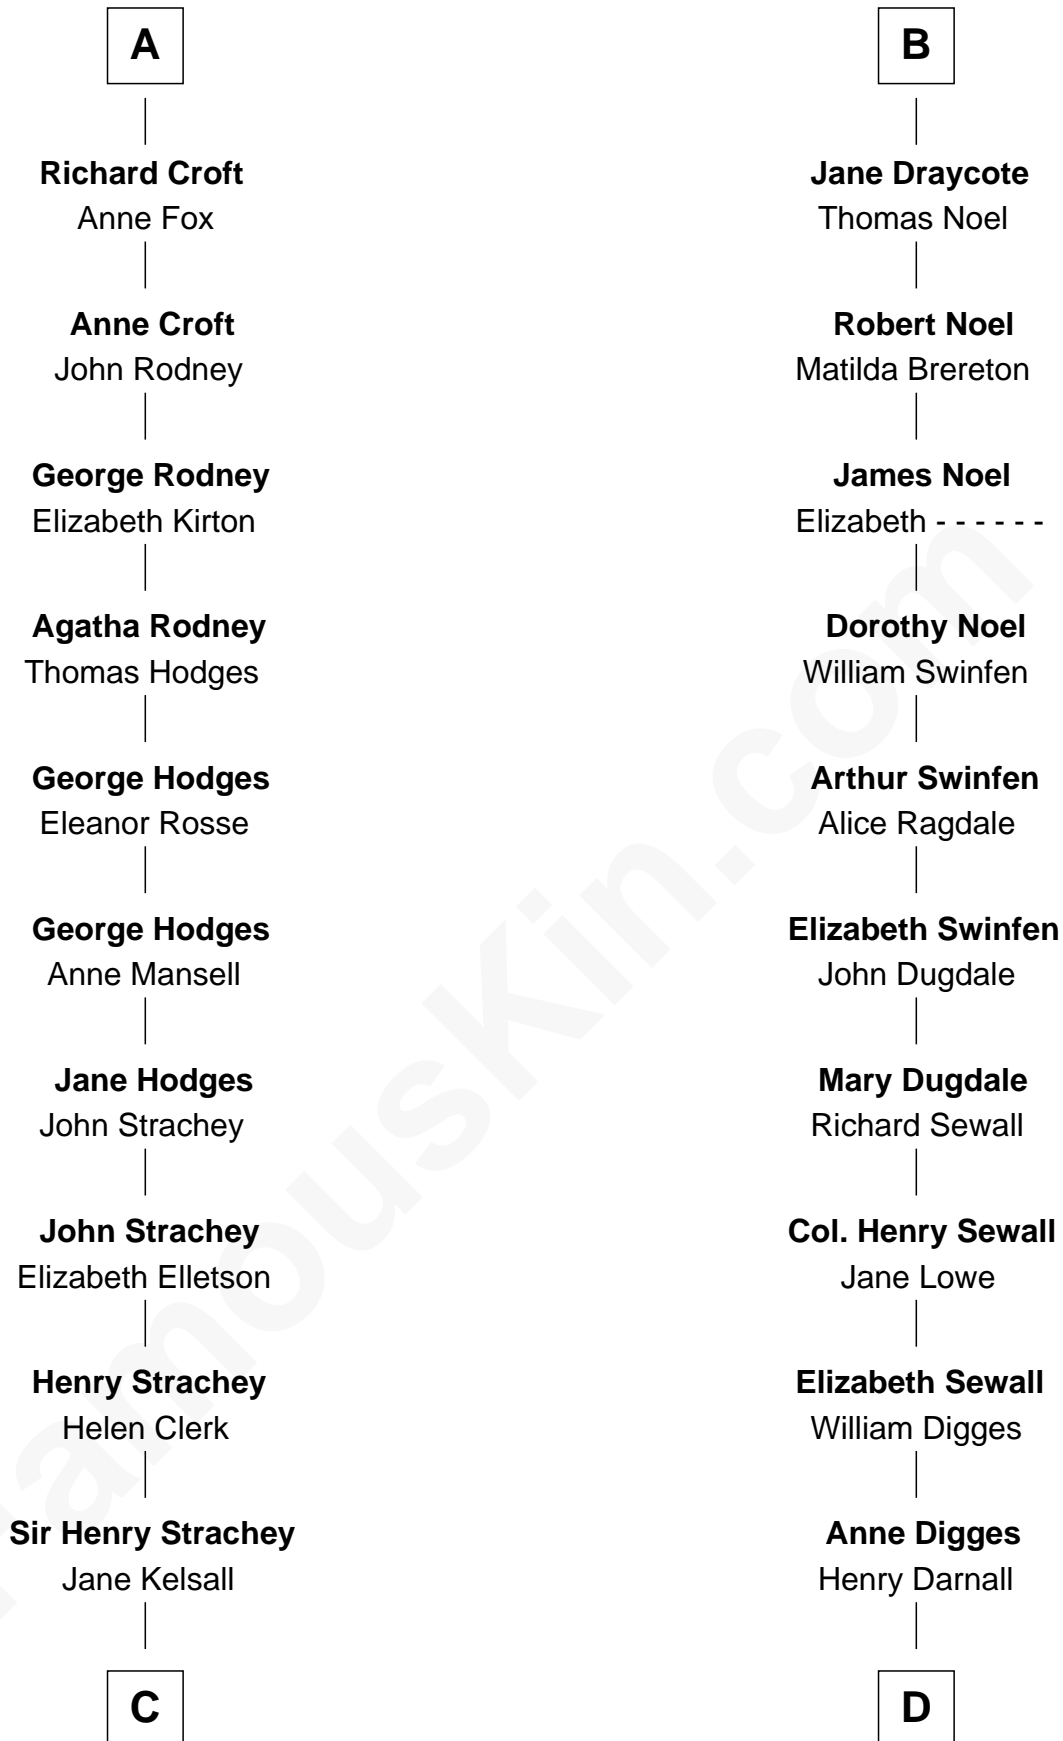 A
Richard Croft
Anne Fox
Anne Croft
John Rodney
George Rodney
Elizabeth Kirton
Agatha Rodney
Thomas Hodges
George Hodges
Eleanor Rosse
George Hodges
Anne Mansell
Jane Hodges
John Strachey
John Strachey
Elizabeth Elletson
Henry Strachey
Helen Clerk
Sir Henry Strachey
Jane Kelsall
C
B
Jane Draycote
Thomas Noel
Robert Noel
Matilda Brereton
James Noel
Elizabeth - - - - - -
Dorothy Noel
William Swinfen
Arthur Swinfen
Alice Ragdale
Elizabeth Swinfen
John Dugdale
Mary Dugdale
Richard Sewall
Col. Henry Sewall
Jane Lowe
Elizabeth Sewall
William Digges
Anne Digges
Henry Darnall
D
FamousKin.com